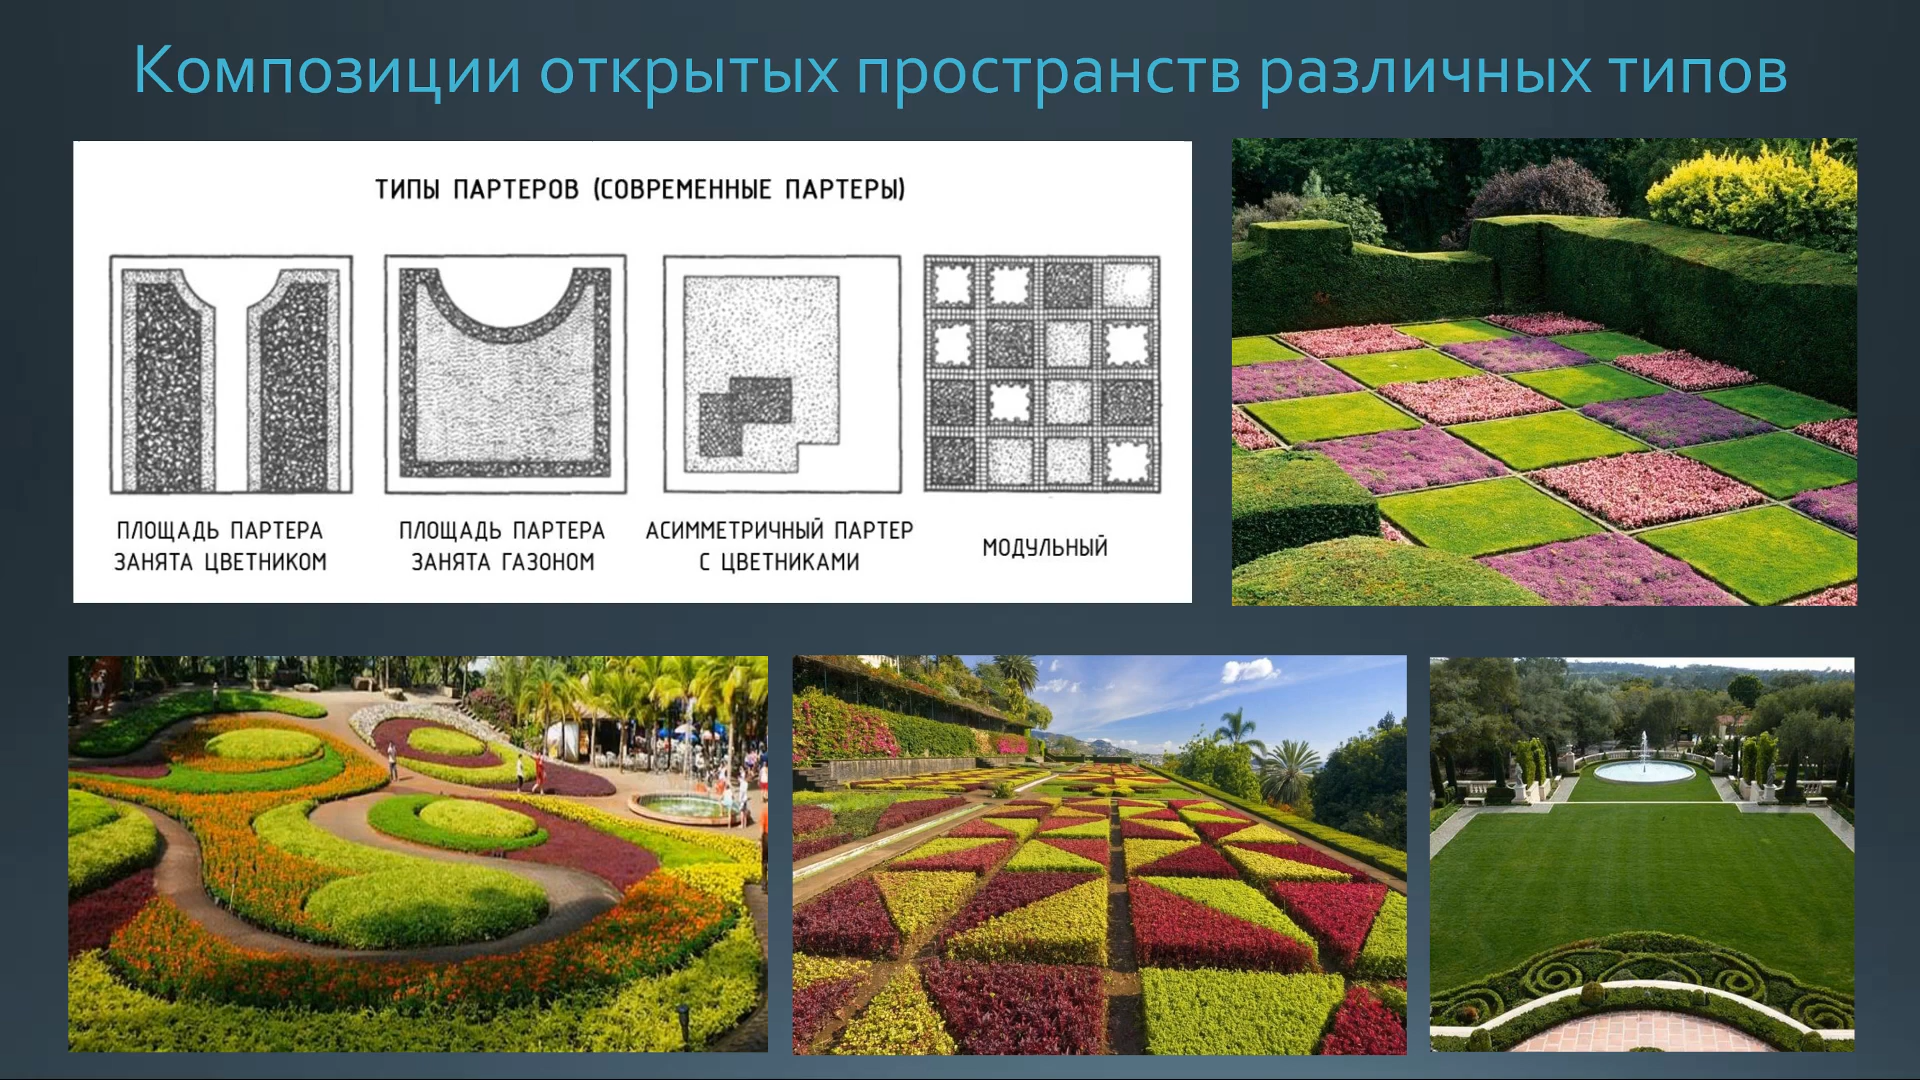 Композиции открытых пространств различных типов
ТИПЫ ПАРТЕРОВ (СОВРЕМЕННЫЕ ПАРТЕРЫ)
ПЛОЩАДЬ ПАРТЕРА
ЗАНЯТА ЦВЕТНИКОМ
ПЛОЩАДЬ ПАРТЕРА
ЗАНЯТА ГАЗОНОМ
АСИММЕТРИЧНЫЙ ПАРТЕР
С ЦВЕТНИКАМИ
МОДУЛЬНЫЙ